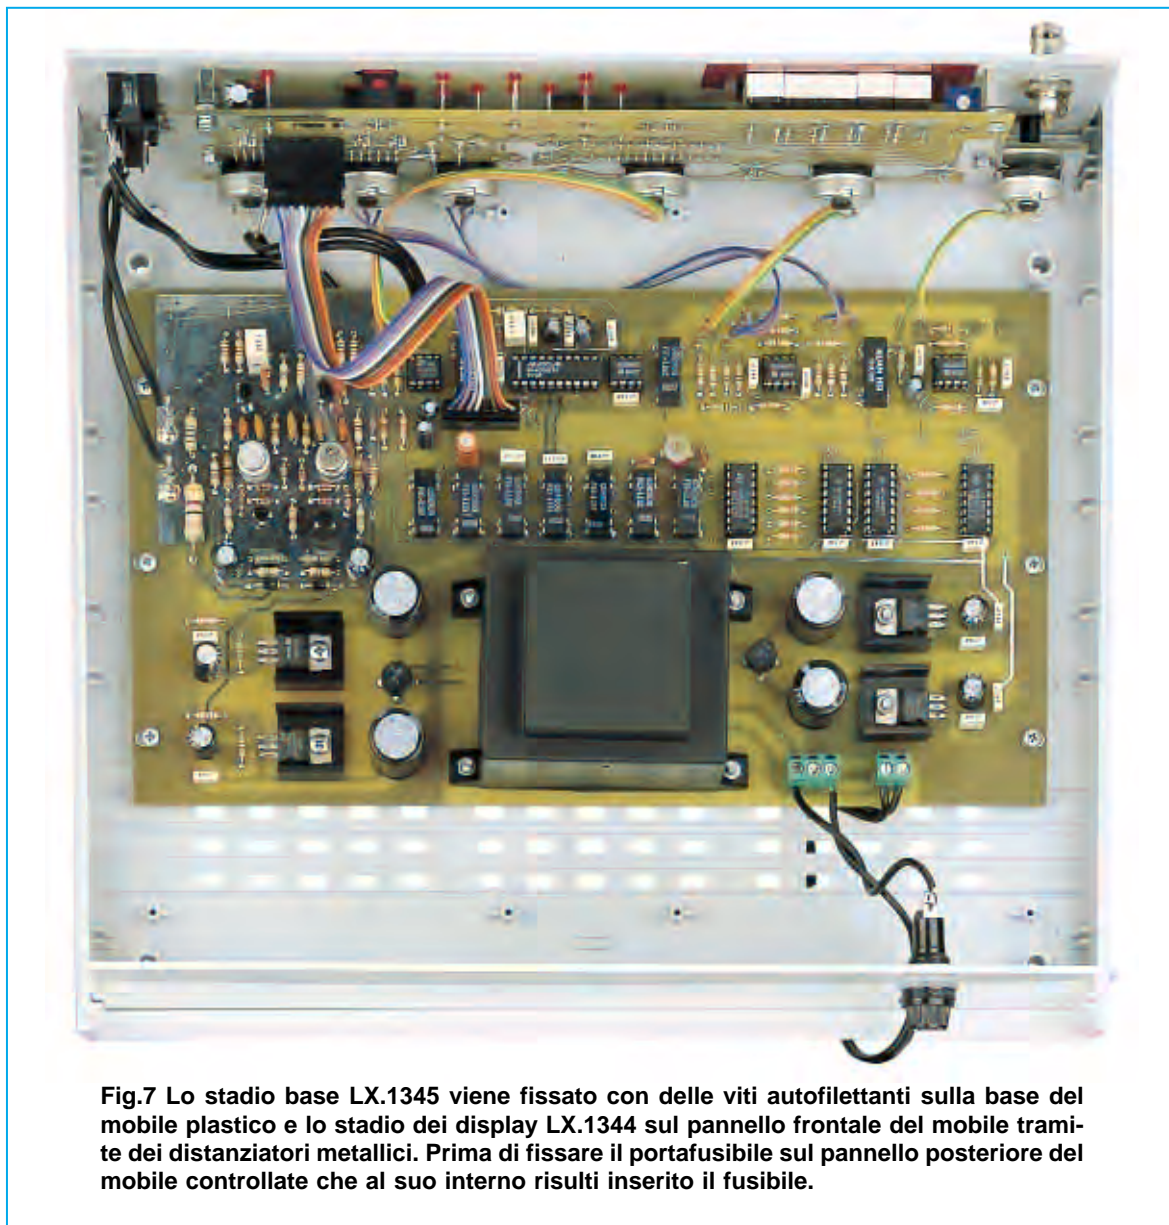 Fig.7 Lo stadio base LX.1345 viene fissato con delle viti autofilettanti sulla base del
mobile plastico e lo stadio dei display LX.1344 sul pannello frontale del mobile trami-
te dei distanziatori metallici. Prima di fissare il portafusibile sul pannello posteriore del
mobile controllate che al suo interno risulti inserito il fusibile.